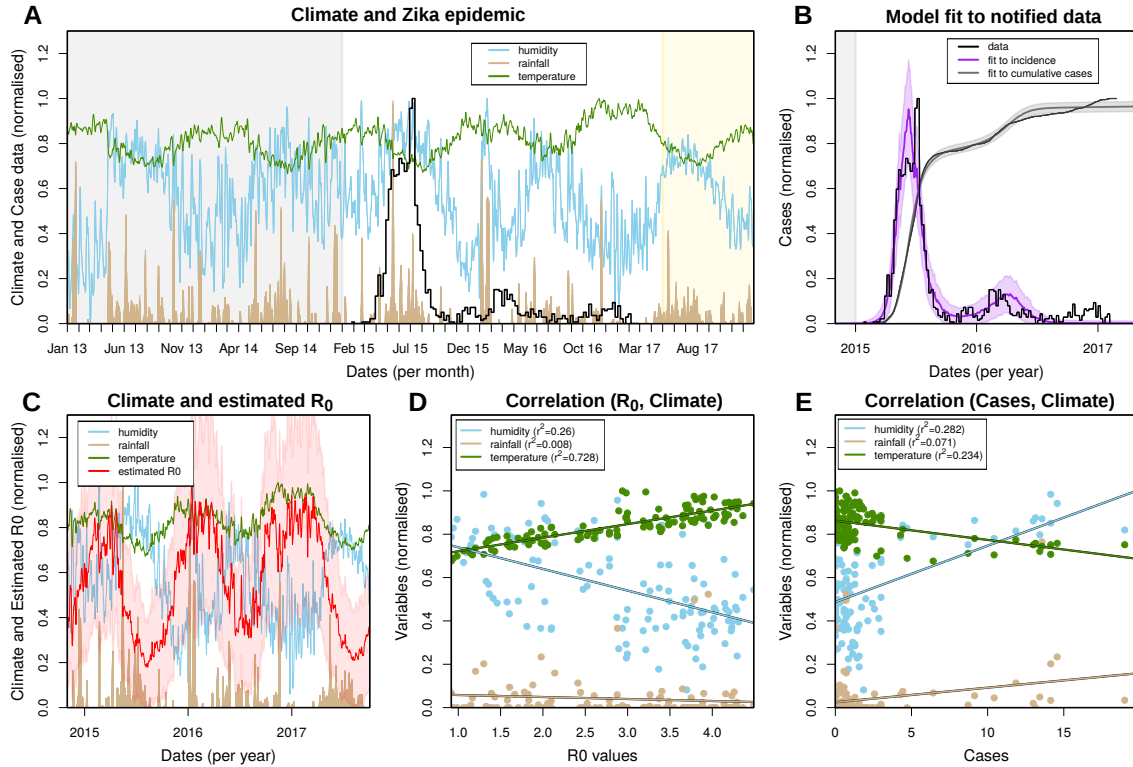 A
Climate and Zika epidemic
humidity
rainfall
temperature
Climate and Case data (normalised)
0.0 0.2 0.4 0.6 0.8 1.0 1.2
Jan 13 Jun 13 Nov 13 Apr 14 Sep 14 Feb 15 Jul 15 Dec 15 May 16 Oct 16 Mar 17 Aug 17
Dates (per month)
B
Model fit to notified data
data
fit to incidence
fit to cumulative cases
Cases (normalised)
0.0 0.2 0.4 0.6 0.8 1.0 1.2
2015 2016 2017
Dates (per year)
C
Climate and estimated R0
humidity
rainfall
temperature
estimated R0
Climate and Estimated R0 (normalised)
0.0 0.2 0.4 0.6 0.8 1.0 1.2
2015 2016 2017
Dates (per year)
D
Correlation (R0, Climate)
humidity (r2=0.26)
rainfall (r2=0.008)
temperature (r2=0.728)
Variables (normalised)
0.0 0.2 0.4 0.6 0.8 1.0 1.2
1.0 1.5 2.0 2.5 3.0 3.5 4.0
R0 values
E
Correlation (Cases, Climate)
humidity (r2=0.282)
rainfall (r2=0.071)
temperature (r2=0.234)
Variables (normalised)
0.0 0.2 0.4 0.6 0.8 1.0 1.2
0 5 10 15
Cases